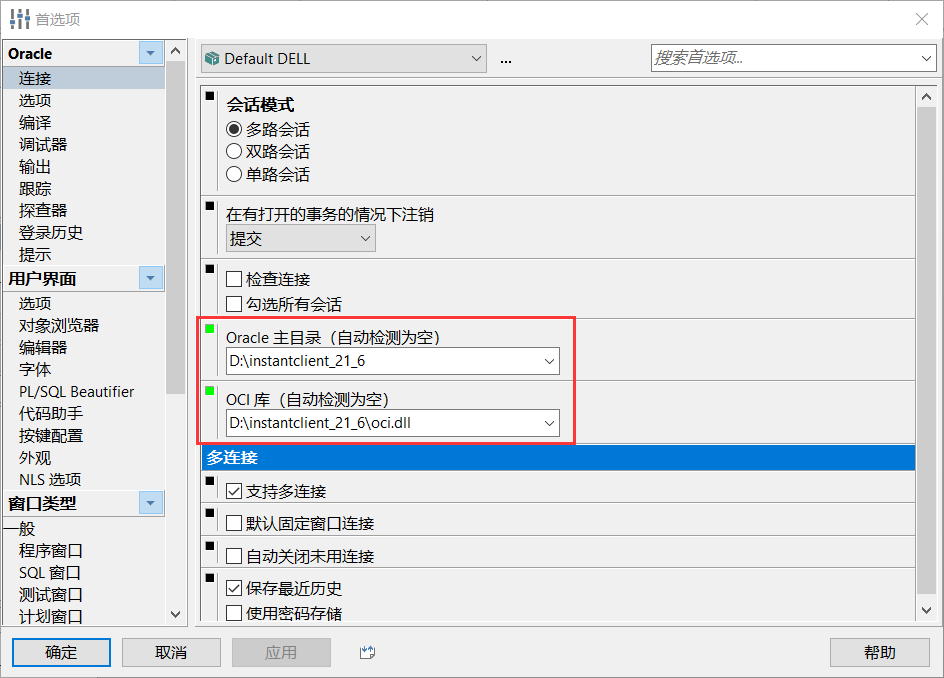 首选项
Oracle
连接
选项
编译
调试器
输出
跟踪
探查器
登录历史
提示
用户界面
选项
对象浏览器
编辑器
字体
PL/SQL Beautifier
代码助手
按键配置
外观
NLS 选项
窗口类型
一般
程序窗口
SQL 窗口
测试窗口
计划窗口
Default DELL
...
搜索首选项...
会话模式
多路会话
双路会话
单路会话
在有打开的事务的情况下注销
提交
检查连接
勾选所有会话
Oracle 主目录（自动检测为空）
D:\instantclient_21_6
OCI 库（自动检测为空）
D:\instantclient_21_6\oci.dll
多连接
支持多连接
默认固定窗口连接
自动关闭未用连接
保存最近历史
使用密码存储
确定
取消
应用
帮助